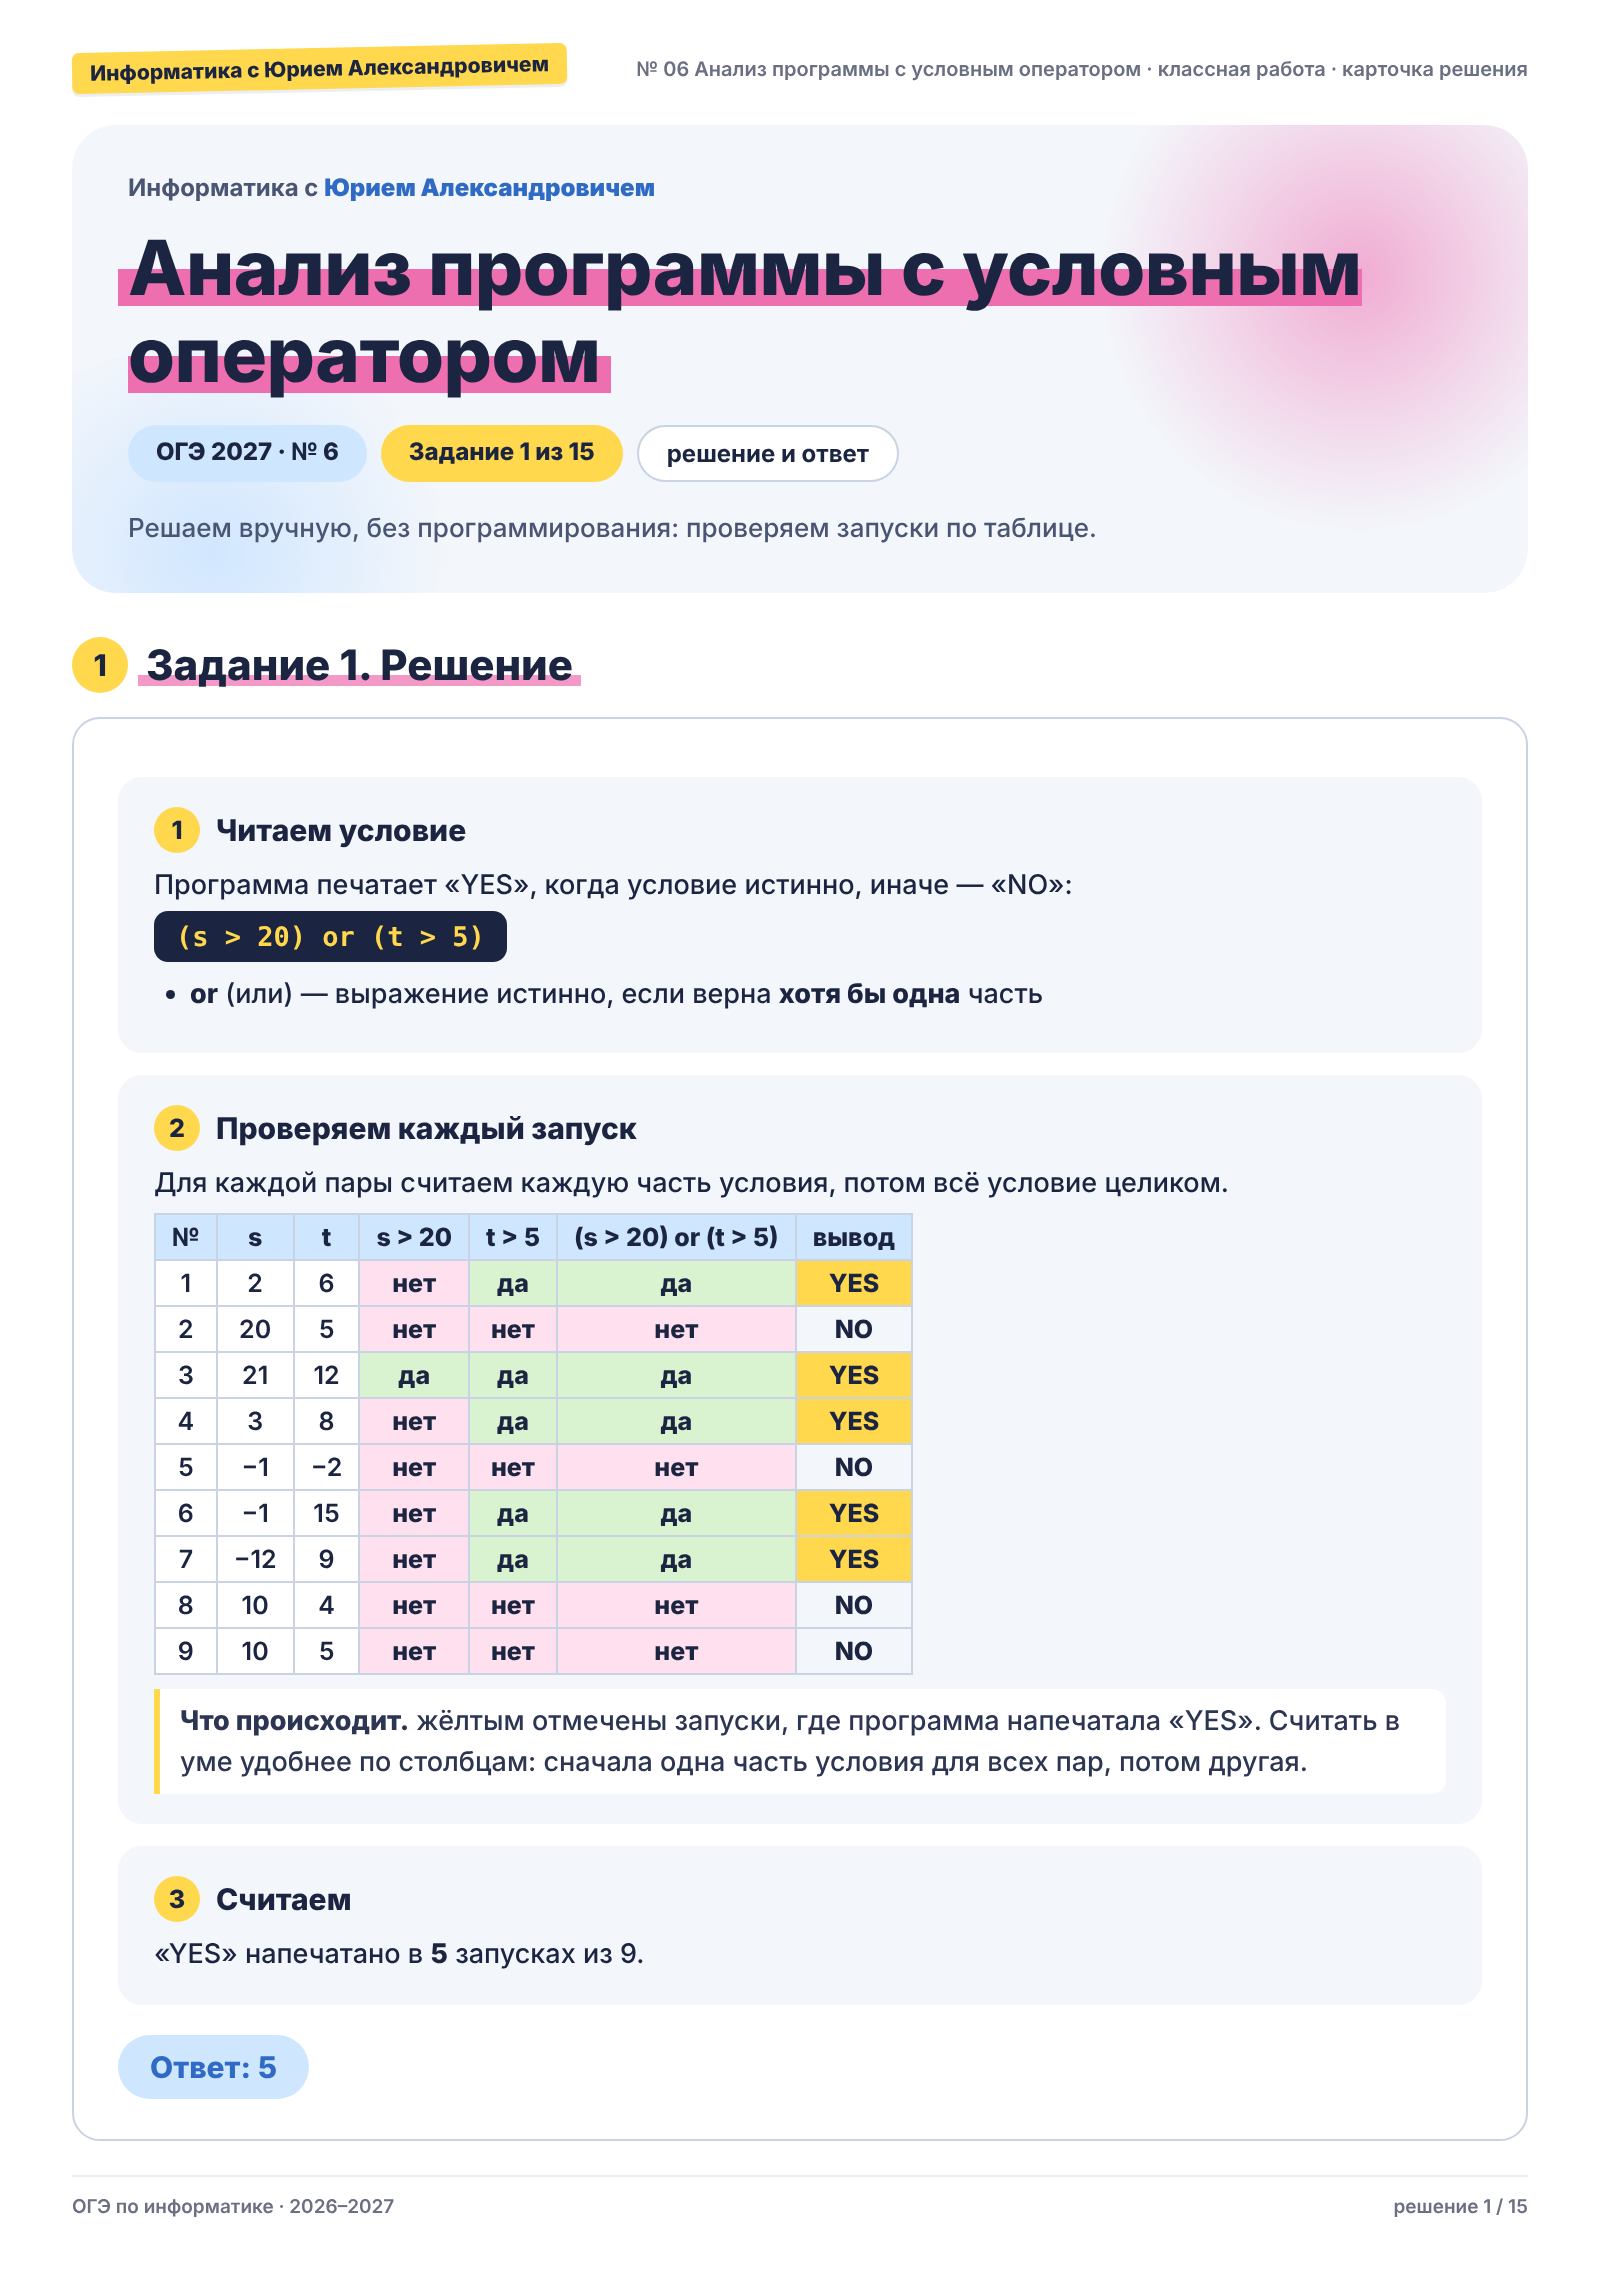 Информатика с Юрием Александровичем
№ 06 Анализ программы с условным оператором · классная работа · карточка решения
Информатика с Юрием Александровичем
Анализ программы с условным
оператором
ОГЭ 2027 · № 6
Задание 1 из 15
решение и ответ
Решаем вручную, без программирования: проверяем запуски по таблице.
1 Задание 1. Решение
1 Читаем условие
Программа печатает «YES», когда условие истинно, иначе — «NO»:
(s > 20) or (t > 5)
• or (или) — выражение истинно, если верна хотя бы одна часть
2 Проверяем каждый запуск
Для каждой пары считаем каждую часть условия, потом всё условие целиком.
№ s t s > 20 t > 5 (s > 20) or (t > 5) вывод
1 2 6 нет да да YES
2 20 5 нет нет нет NO
3 21 12 да да да YES
4 3 8 нет да да YES
5 −1 −2 нет нет нет NO
6 −1 15 нет да да YES
7 −12 9 нет да да YES
8 10 4 нет нет нет NO
9 10 5 нет нет нет NO
Что происходит. жёлтым отмечены запуски, где программа напечатала «YES». Считать в
уме удобнее по столбцам: сначала одна часть условия для всех пар, потом другая.
3 Считаем
«YES» напечатано в 5 запусках из 9.
Ответ: 5
ОГЭ по информатике · 2026–2027
решение 1 / 15